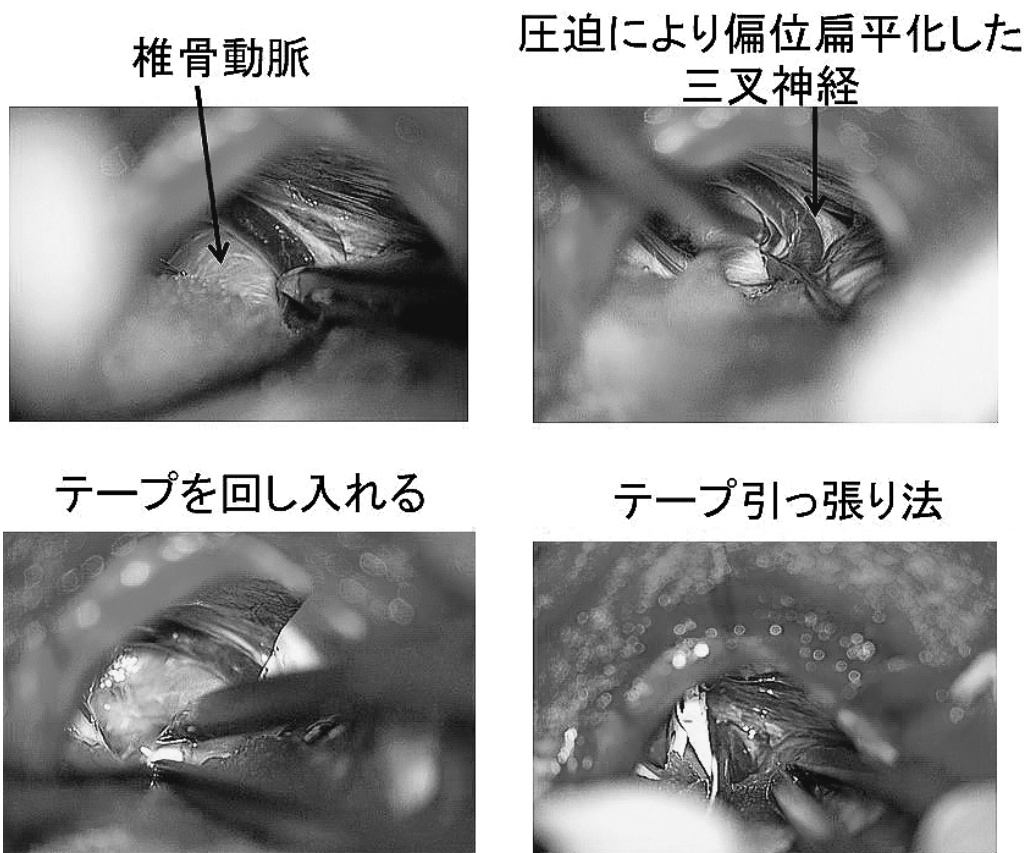 椎骨動脈
圧迫により偏位扁平化した
三叉神経
テープを回し入れる
テープ引っ張り法